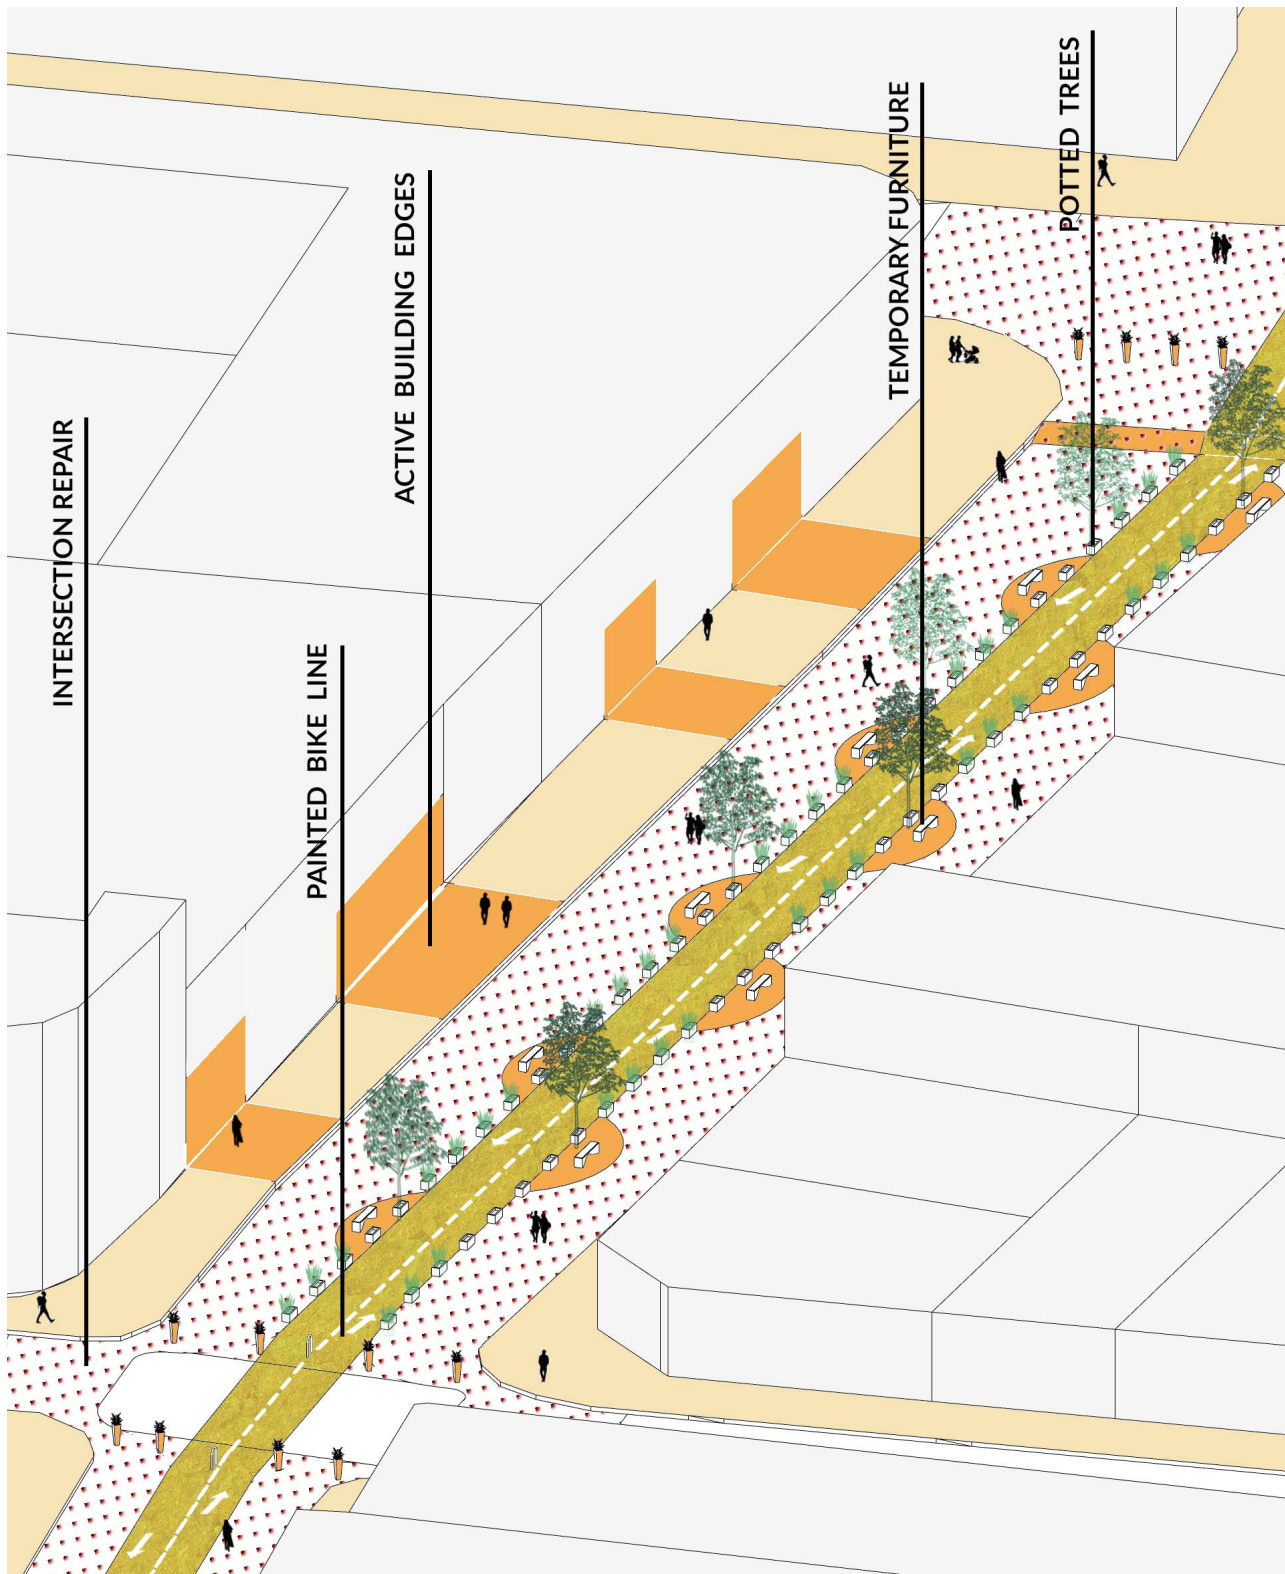 INTERSECTION REPAIR
PAINTED BIKE LINE
ACTIVE BUILDING EDGES
TEMPORARY FURNITURE
POTTED TREES